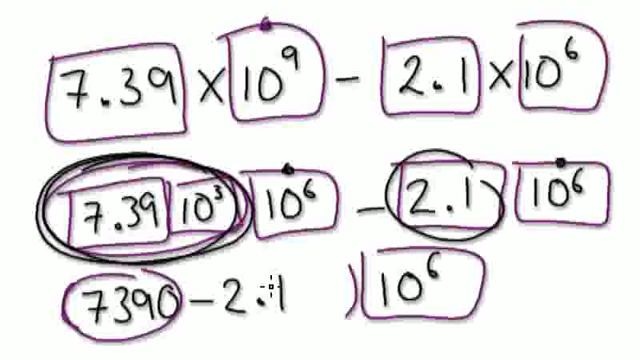 7.39 × 10⁹ - 2.1 × 10⁶
7.39 10³ 10⁶ - 2.1 10⁶
7390 - 2.1 ) 10⁶